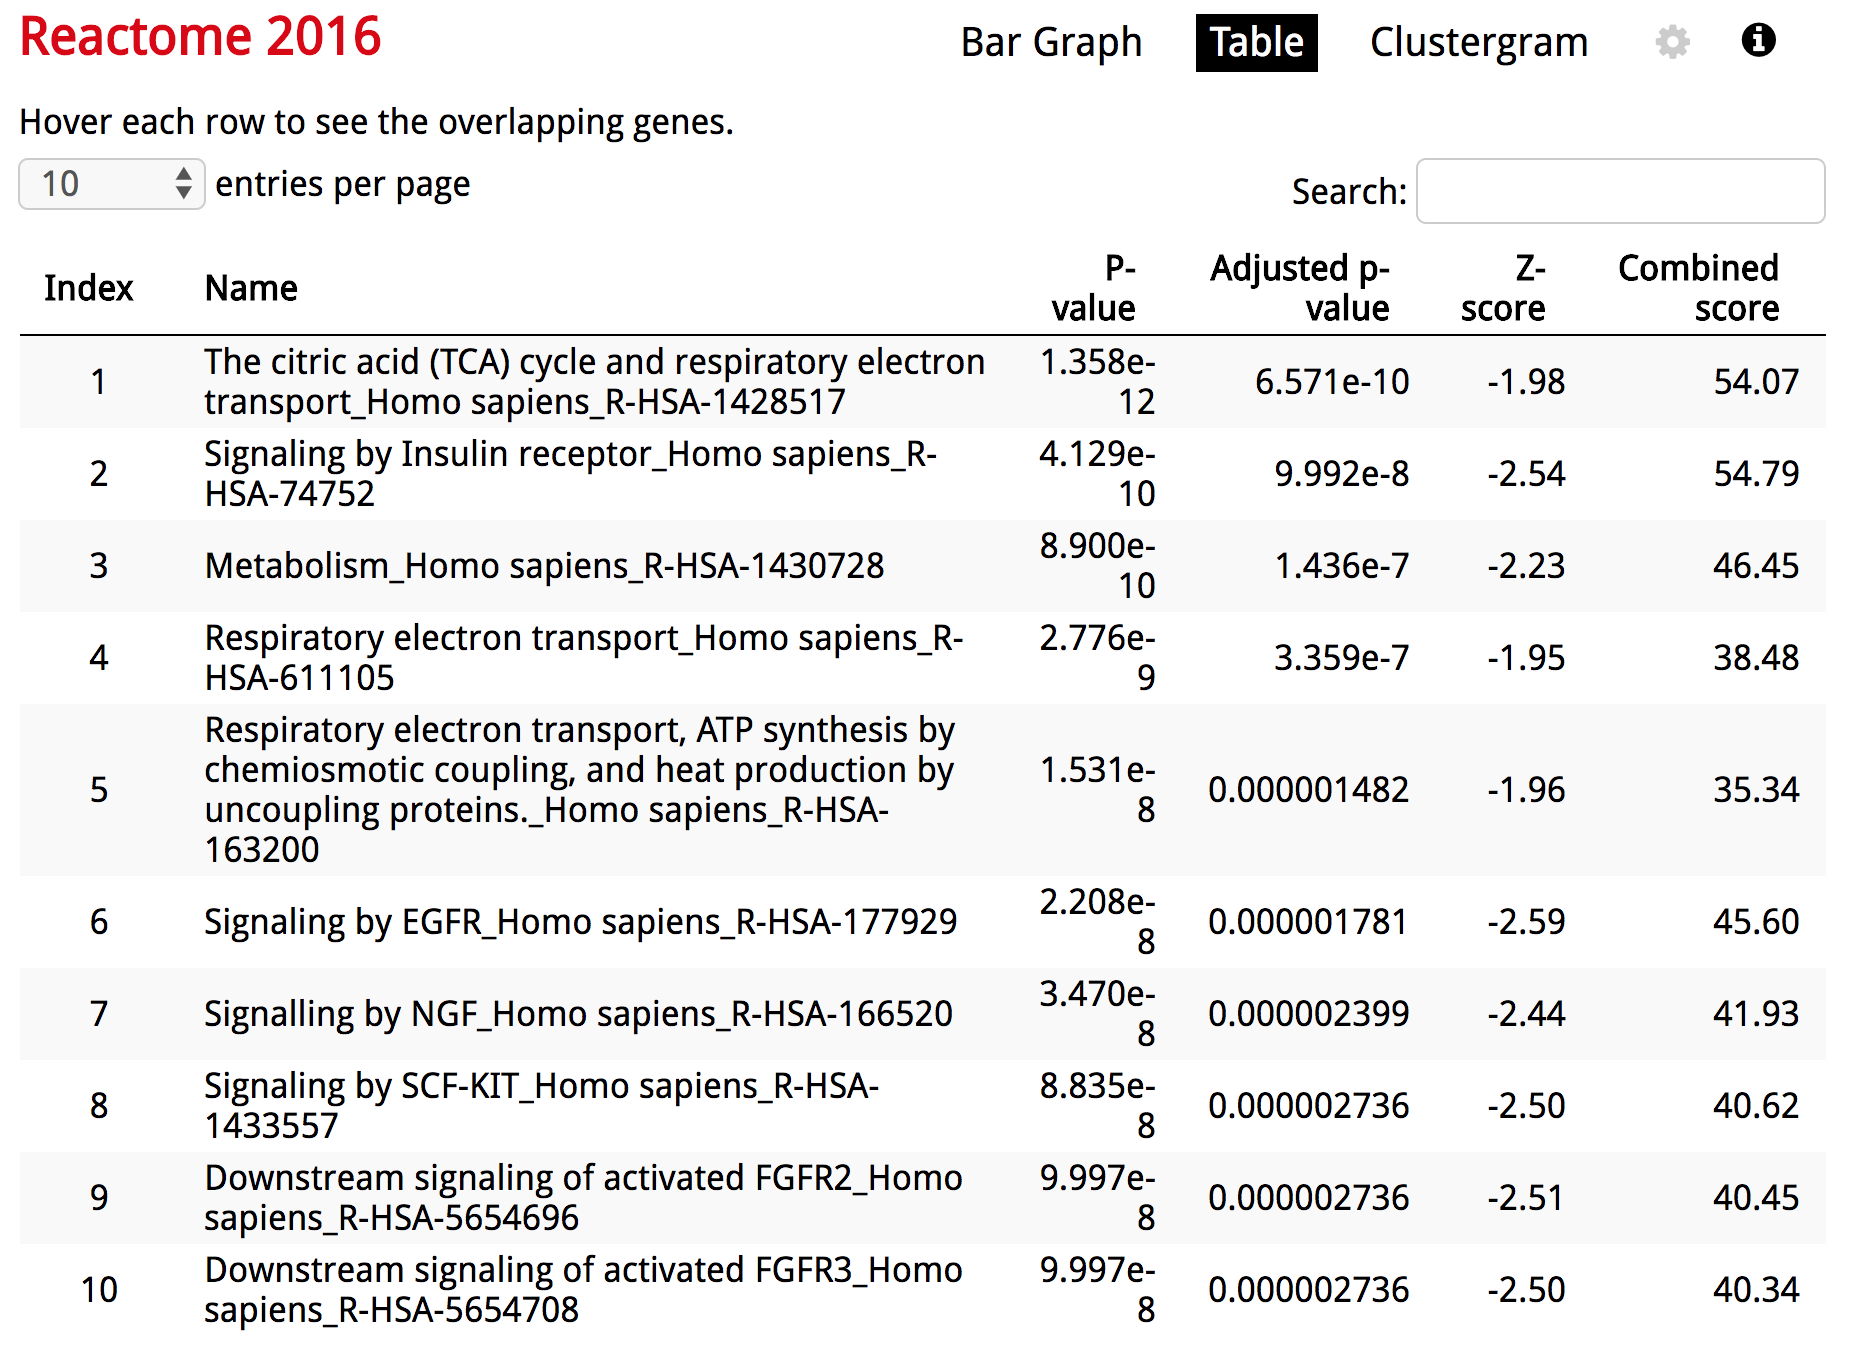 Reactome 2016
Bar Graph Table Clustergram
Hover each row to see the overlapping genes.
10 entries per page
Search:
Index Name P-value Adjusted p-value Z-score Combined score
1 The citric acid (TCA) cycle and respiratory electron transport_Homo sapiens_R-HSA-1428517 1.358e-12 6.571e-10 -1.98 54.07
2 Signaling by Insulin receptor_Homo sapiens_R-HSA-74752 4.129e-10 9.992e-8 -2.54 54.79
3 Metabolism_Homo sapiens_R-HSA-1430728 8.900e-10 1.436e-7 -2.23 46.45
4 Respiratory electron transport_Homo sapiens_R-HSA-611105 2.776e-9 3.359e-7 -1.95 38.48
5 Respiratory electron transport, ATP synthesis by chemiosmotic coupling, and heat production by uncoupling proteins._Homo sapiens_R-HSA-163200 1.531e-8 0.000001482 -1.96 35.34
6 Signaling by EGFR_Homo sapiens_R-HSA-177929 2.208e-8 0.000001781 -2.59 45.60
7 Signalling by NGF_Homo sapiens_R-HSA-166520 3.470e-8 0.000002399 -2.44 41.93
8 Signaling by SCF-KIT_Homo sapiens_R-HSA-1433557 8.835e-8 0.000002736 -2.50 40.62
9 Downstream signaling of activated FGFR2_Homo sapiens_R-HSA-5654696 9.997e-8 0.000002736 -2.51 40.45
10 Downstream signaling of activated FGFR3_Homo sapiens_R-HSA-5654708 9.997e-8 0.000002736 -2.50 40.34